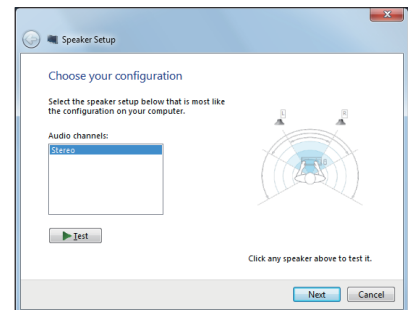 Speaker Setup
Choose your configuration
Select the speaker setup below that is most like
the configuration on your computer.
Audio channels:
Stereo
L
R
Test
Click any speaker above to test it.
Next
Cancel